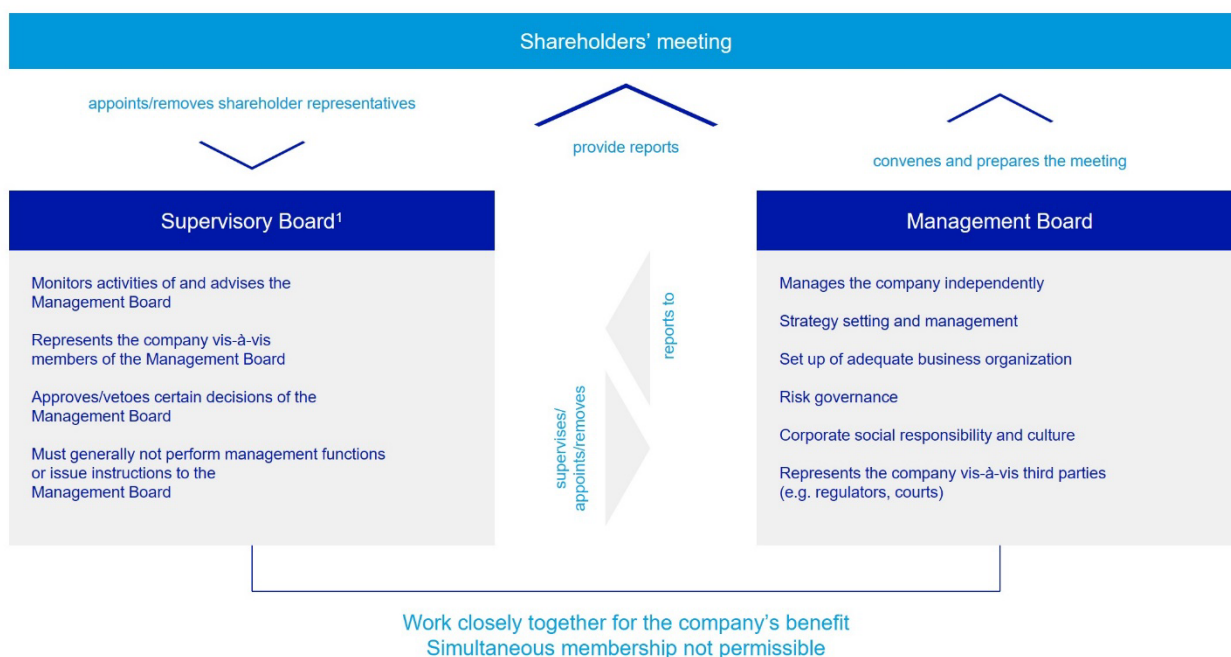 Shareholders’ meeting
appoints/removes shareholder representatives
provide reports
convenes and prepares the meeting
Supervisory Board¹
Monitors activities of and advises the
Management Board
Represents the company vis-à-vis
members of the Management Board
Approves/vetoes certain decisions of the
Management Board
Must generally not perform management functions
or issue instructions to the
Management Board
reports to
supervises/
appoints/removes
Management Board
Manages the company independently
Strategy setting and management
Set up of adequate business organization
Risk governance
Corporate social responsibility and culture
Represents the company vis-à-vis third parties
(e.g. regulators, courts)
Work closely together for the company’s benefit
Simultaneous membership not permissible